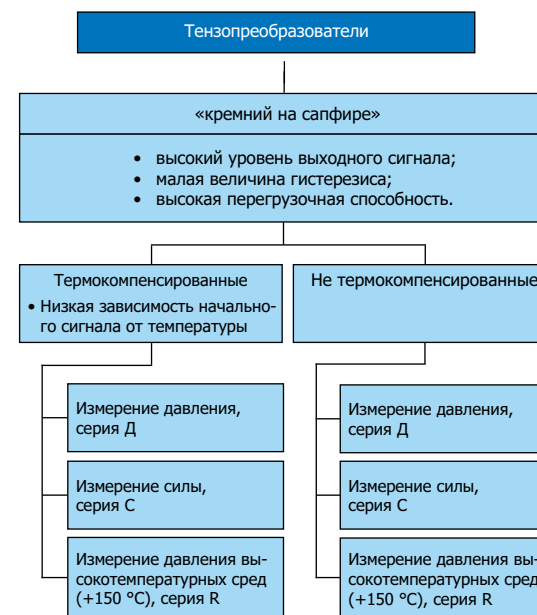 Тензопреобразователи
«кремний на сапфире»
• высокий уровень выходного сигнала;
• малая величина гистерезиса;
• высокая перегрузочная способность.
Термокомпенсированные
• Низкая зависимость начально-
го сигнала от температуры
Не термокомпенсированные
Измерение давления,
серия Д
Измерение силы,
серия С
Измерение давления вы-
сокотемпературных сред
(+150 °C), серия R
Измерение давления,
серия Д
Измерение силы,
серия С
Измерение давления вы-
сокотемпературных сред
(+150 °C), серия R